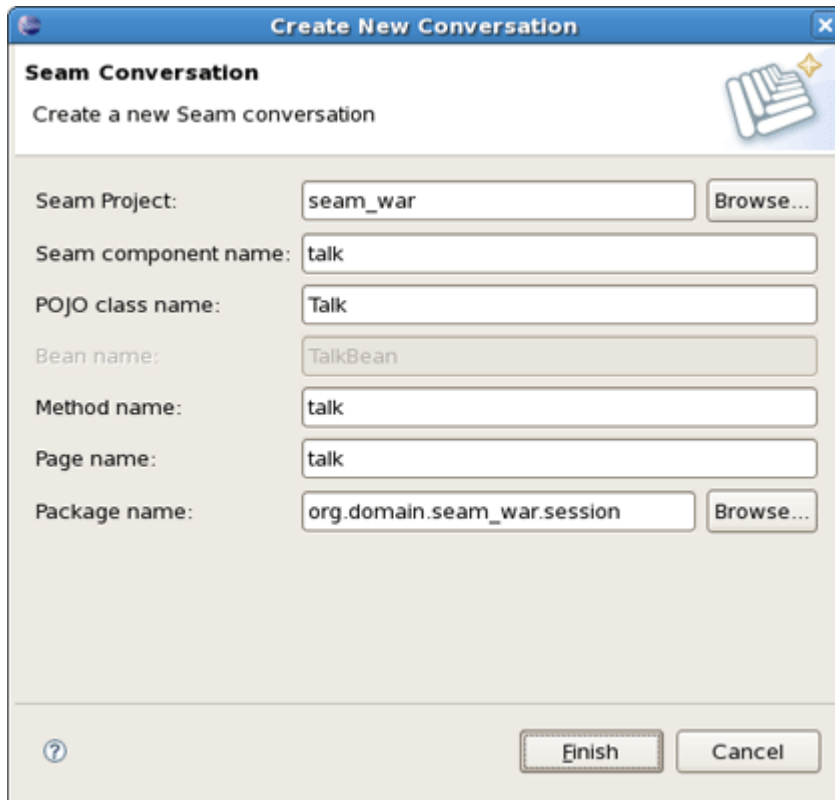 Create New Conversation
Seam Conversation
Create a new Seam conversation
Seam Project: seam_war Browse...
Seam component name: talk
POJO class name: Talk
Bean name: TalkBean
Method name: talk
Page name: talk
Package name: org.domain.seam_war.session Browse...
? Finish Cancel